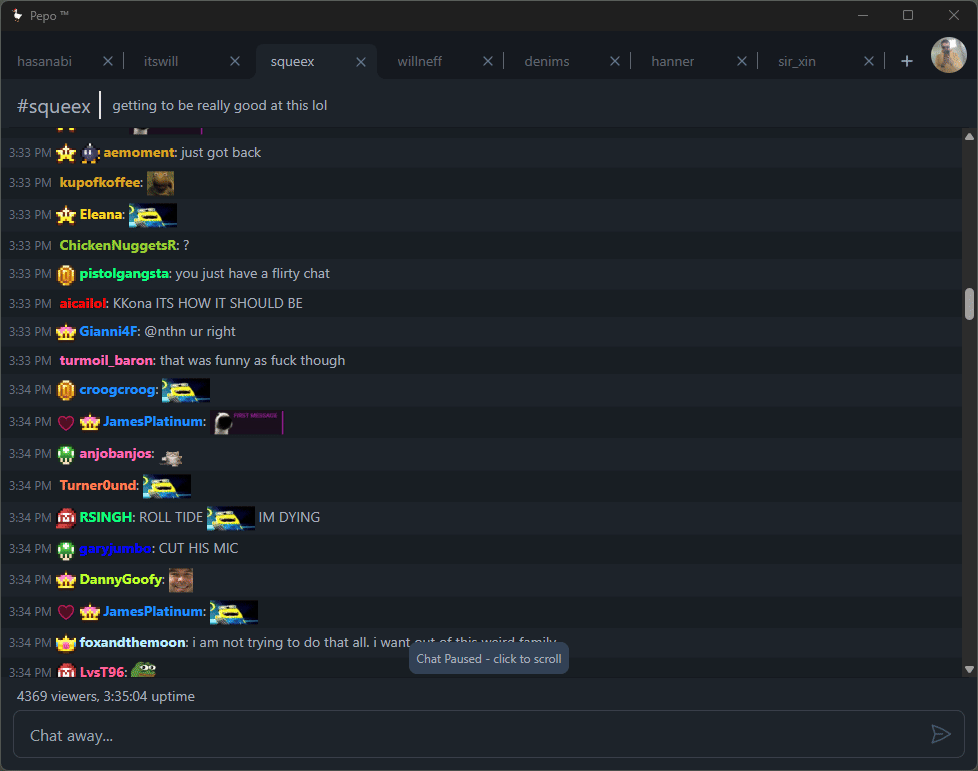 Pepo ™
hasanabi
itswill
squeex
willneff
denims
hanner
sir_xin
#squeex
getting to be really good at this lol
3:33 PM aemoment: just got back
3:33 PM kupofkoffee:
3:33 PM Eleana:
3:33 PM ChickenNuggetsR: ?
3:33 PM pistolgangsta: you just have a flirty chat
3:33 PM aicailol: KKona ITS HOW IT SHOULD BE
3:33 PM Gianni4F: @nthn ur right
3:33 PM turmoil_baron: that was funny as fuck though
3:34 PM croogcroog:
3:34 PM JamesPlatinum: FIRST MESSAGE
3:34 PM anjobanjos:
3:34 PM Turner0und:
3:34 PM RSINGH: ROLL TIDE IM DYING
3:34 PM garyjumbo: CUT HIS MIC
3:34 PM DannyGoofy:
3:34 PM JamesPlatinum:
3:34 PM foxandthemoon: i am not trying to do that all. i want out of this weird family
Chat Paused - click to scroll
3:34 PM LysT96:
4369 viewers, 3:35:04 uptime
Chat away...